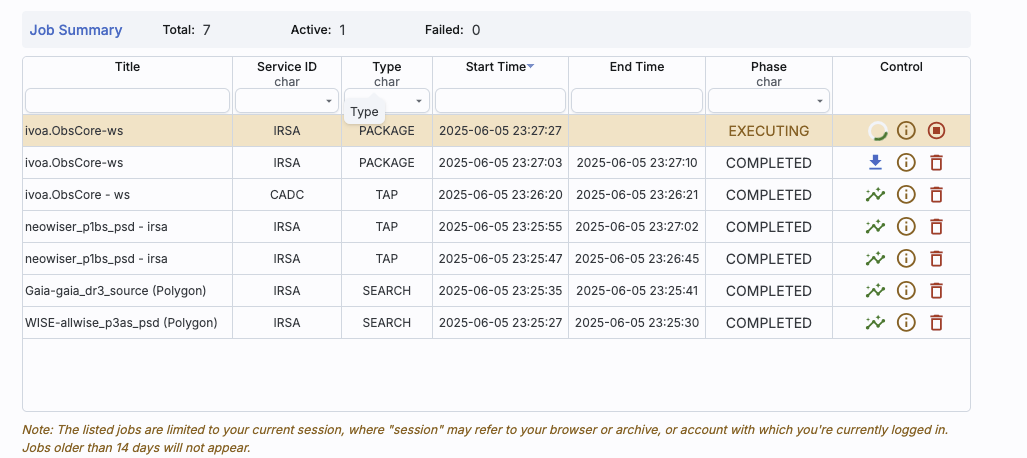 Job Summary Total: 7 Active: 1 Failed: 0
Title Service ID Type Start Time End Time Phase Control
char char char
Type
ivoa.ObsCore-ws IRSA PACKAGE 2025-06-05 23:27:27 EXECUTING
ivoa.ObsCore-ws IRSA PACKAGE 2025-06-05 23:27:03 2025-06-05 23:27:10 COMPLETED
ivoa.ObsCore - ws CADC TAP 2025-06-05 23:26:20 2025-06-05 23:26:21 COMPLETED
neowiser_p1bs_psd - irsa IRSA TAP 2025-06-05 23:25:55 2025-06-05 23:27:02 COMPLETED
neowiser_p1bs_psd - irsa IRSA TAP 2025-06-05 23:25:47 2025-06-05 23:26:45 COMPLETED
Gaia-gaia_dr3_source (Polygon) IRSA SEARCH 2025-06-05 23:25:35 2025-06-05 23:25:41 COMPLETED
WISE-allwise_p3as_psd (Polygon) IRSA SEARCH 2025-06-05 23:25:27 2025-06-05 23:25:30 COMPLETED
Note: The listed jobs are limited to your current session, where "session" may refer to your browser or archive, or account with which you're currently logged in.
Jobs older than 14 days will not appear.